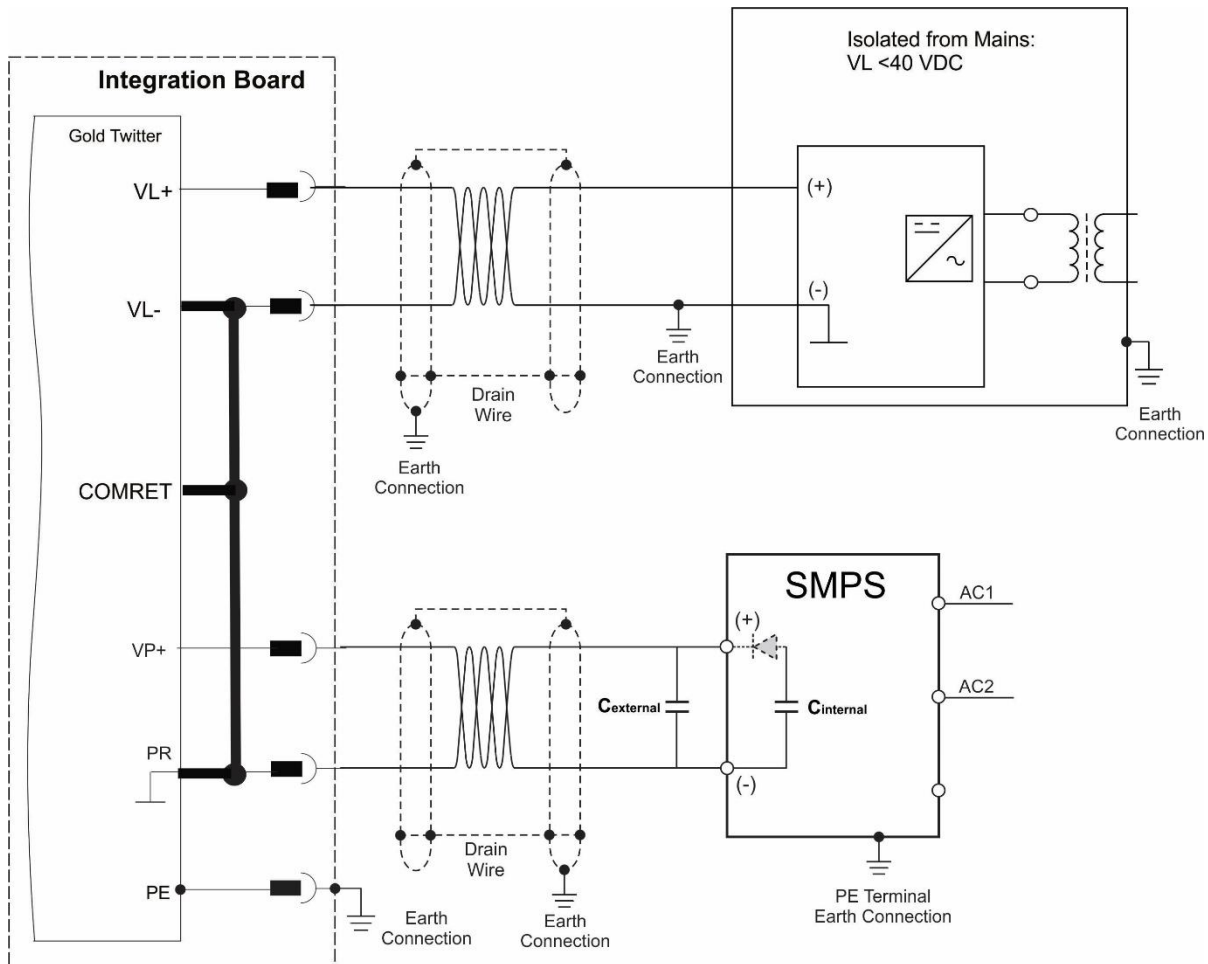 Isolated from Mains:
VL <40 VDC
Integration Board
Gold Twitter
VL+
(+)
VL-
(-)
Earth
Connection
Drain
Wire
Earth
Connection
Earth
Connection
COMRET
SMPS
AC1
(+)
VP+
AC2
Cexternal
Cinternal
PR
(-)
Drain
Wire
PE
PE Terminal
Earth Connection
Earth
Connection
Earth
Connection